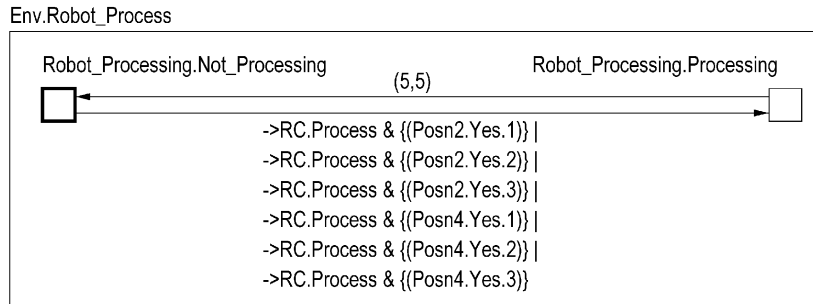 Env.Robot_Process
Robot_Processing.Not_Processing
Robot_Processing.Processing
(5,5)
->RC.Process & {(Posn2.Yes.1)} |
->RC.Process & {(Posn2.Yes.2)} |
->RC.Process & {(Posn2.Yes.3)} |
->RC.Process & {(Posn4.Yes.1)} |
->RC.Process & {(Posn4.Yes.2)} |
->RC.Process & {(Posn4.Yes.3)}